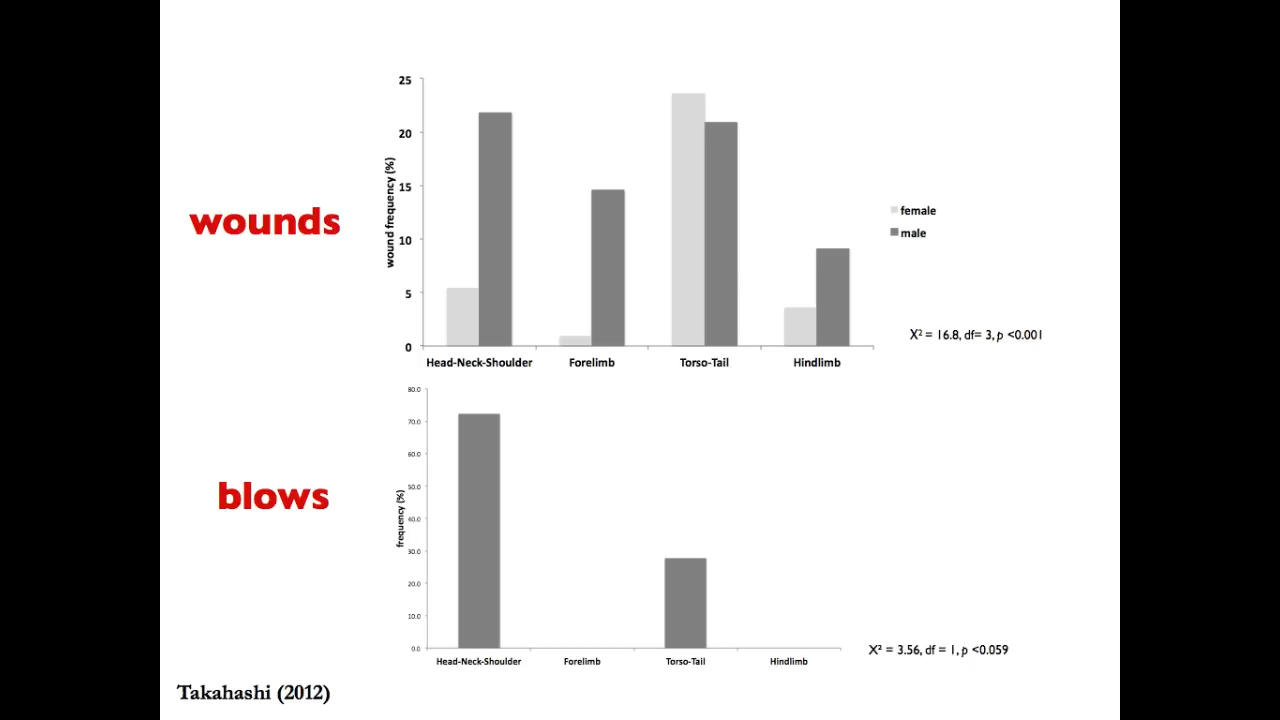 wounds
wound frequency (%)
25
20
15
10
5
0
Head-Neck-Shoulder Forelimb Torso-Tail Hindlimb
female
male
X² = 16.8, df= 3, p <0.001
blows
frequency (%)
80.0
70.0
60.0
50.0
40.0
30.0
20.0
10.0
0.0
Head-Neck-Shoulder Forelimb Torso-Tail Hindlimb
X² = 3.56, df = 1, p <0.059
Takahashi (2012)